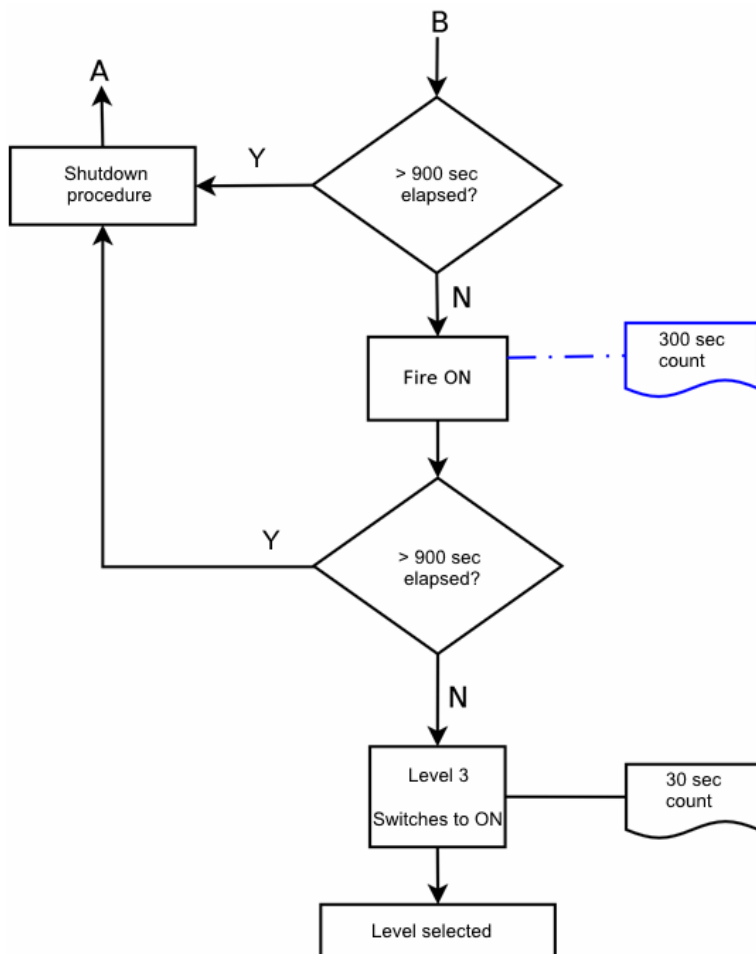 B
A
Y
Shutdown
procedure
> 900 sec
elapsed?
N
300 sec
count
Fire ON
Y
> 900 sec
elapsed?
N
Level 3
Switches to ON
30 sec
count
Level selected